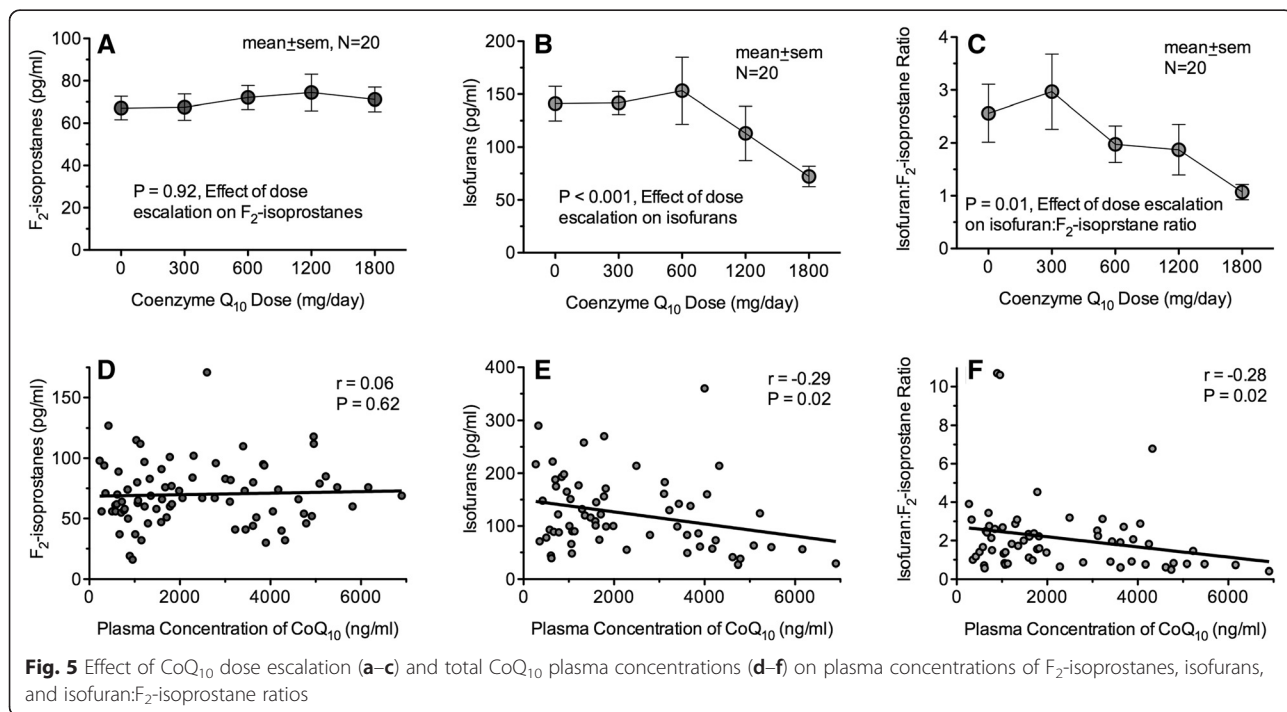 A
mean±sem, N=20
F2-isoprostanes (pg/ml)
100
80
60
40
20
0
P = 0.92, Effect of dose
escalation on F2-isoprostanes
0 300 600 1200 1800
Coenzyme Q10 Dose (mg/day)
B
mean±sem
N=20
Isofurans (pg/ml)
200
150
100
50
0
P < 0.001, Effect of dose
escalation on isofurans
0 300 600 1200 1800
Coenzyme Q10 Dose (mg/day)
C
mean±sem
N=20
Isofuran:F2-isoprostane Ratio
4
3
2
1
0
P = 0.01, Effect of dose escalation
on isofuran:F2-isoprstane ratio
0 300 600 1200 1800
Coenzyme Q10 Dose (mg/day)
D
r = 0.06
P = 0.62
F2-isoprostanes (pg/ml)
150
100
50
0
0 2000 4000 6000
Plasma Concentration of CoQ10 (ng/ml)
E
r = -0.29
P = 0.02
Isofurans (pg/ml)
400
300
200
100
0
0 2000 4000 6000
Plasma Concentration of CoQ10 (ng/ml)
F
r = -0.28
P = 0.02
Isofuran:F2-isoprostane Ratio
10
8
6
4
2
0
0 2000 4000 6000
Plasma Concentration of CoQ10 (ng/ml)
Fig. 5 Effect of CoQ10 dose escalation (a–c) and total CoQ10 plasma concentrations (d–f) on plasma concentrations of F2-isoprostanes, isofurans,
and isofuran:F2-isoprostane ratios